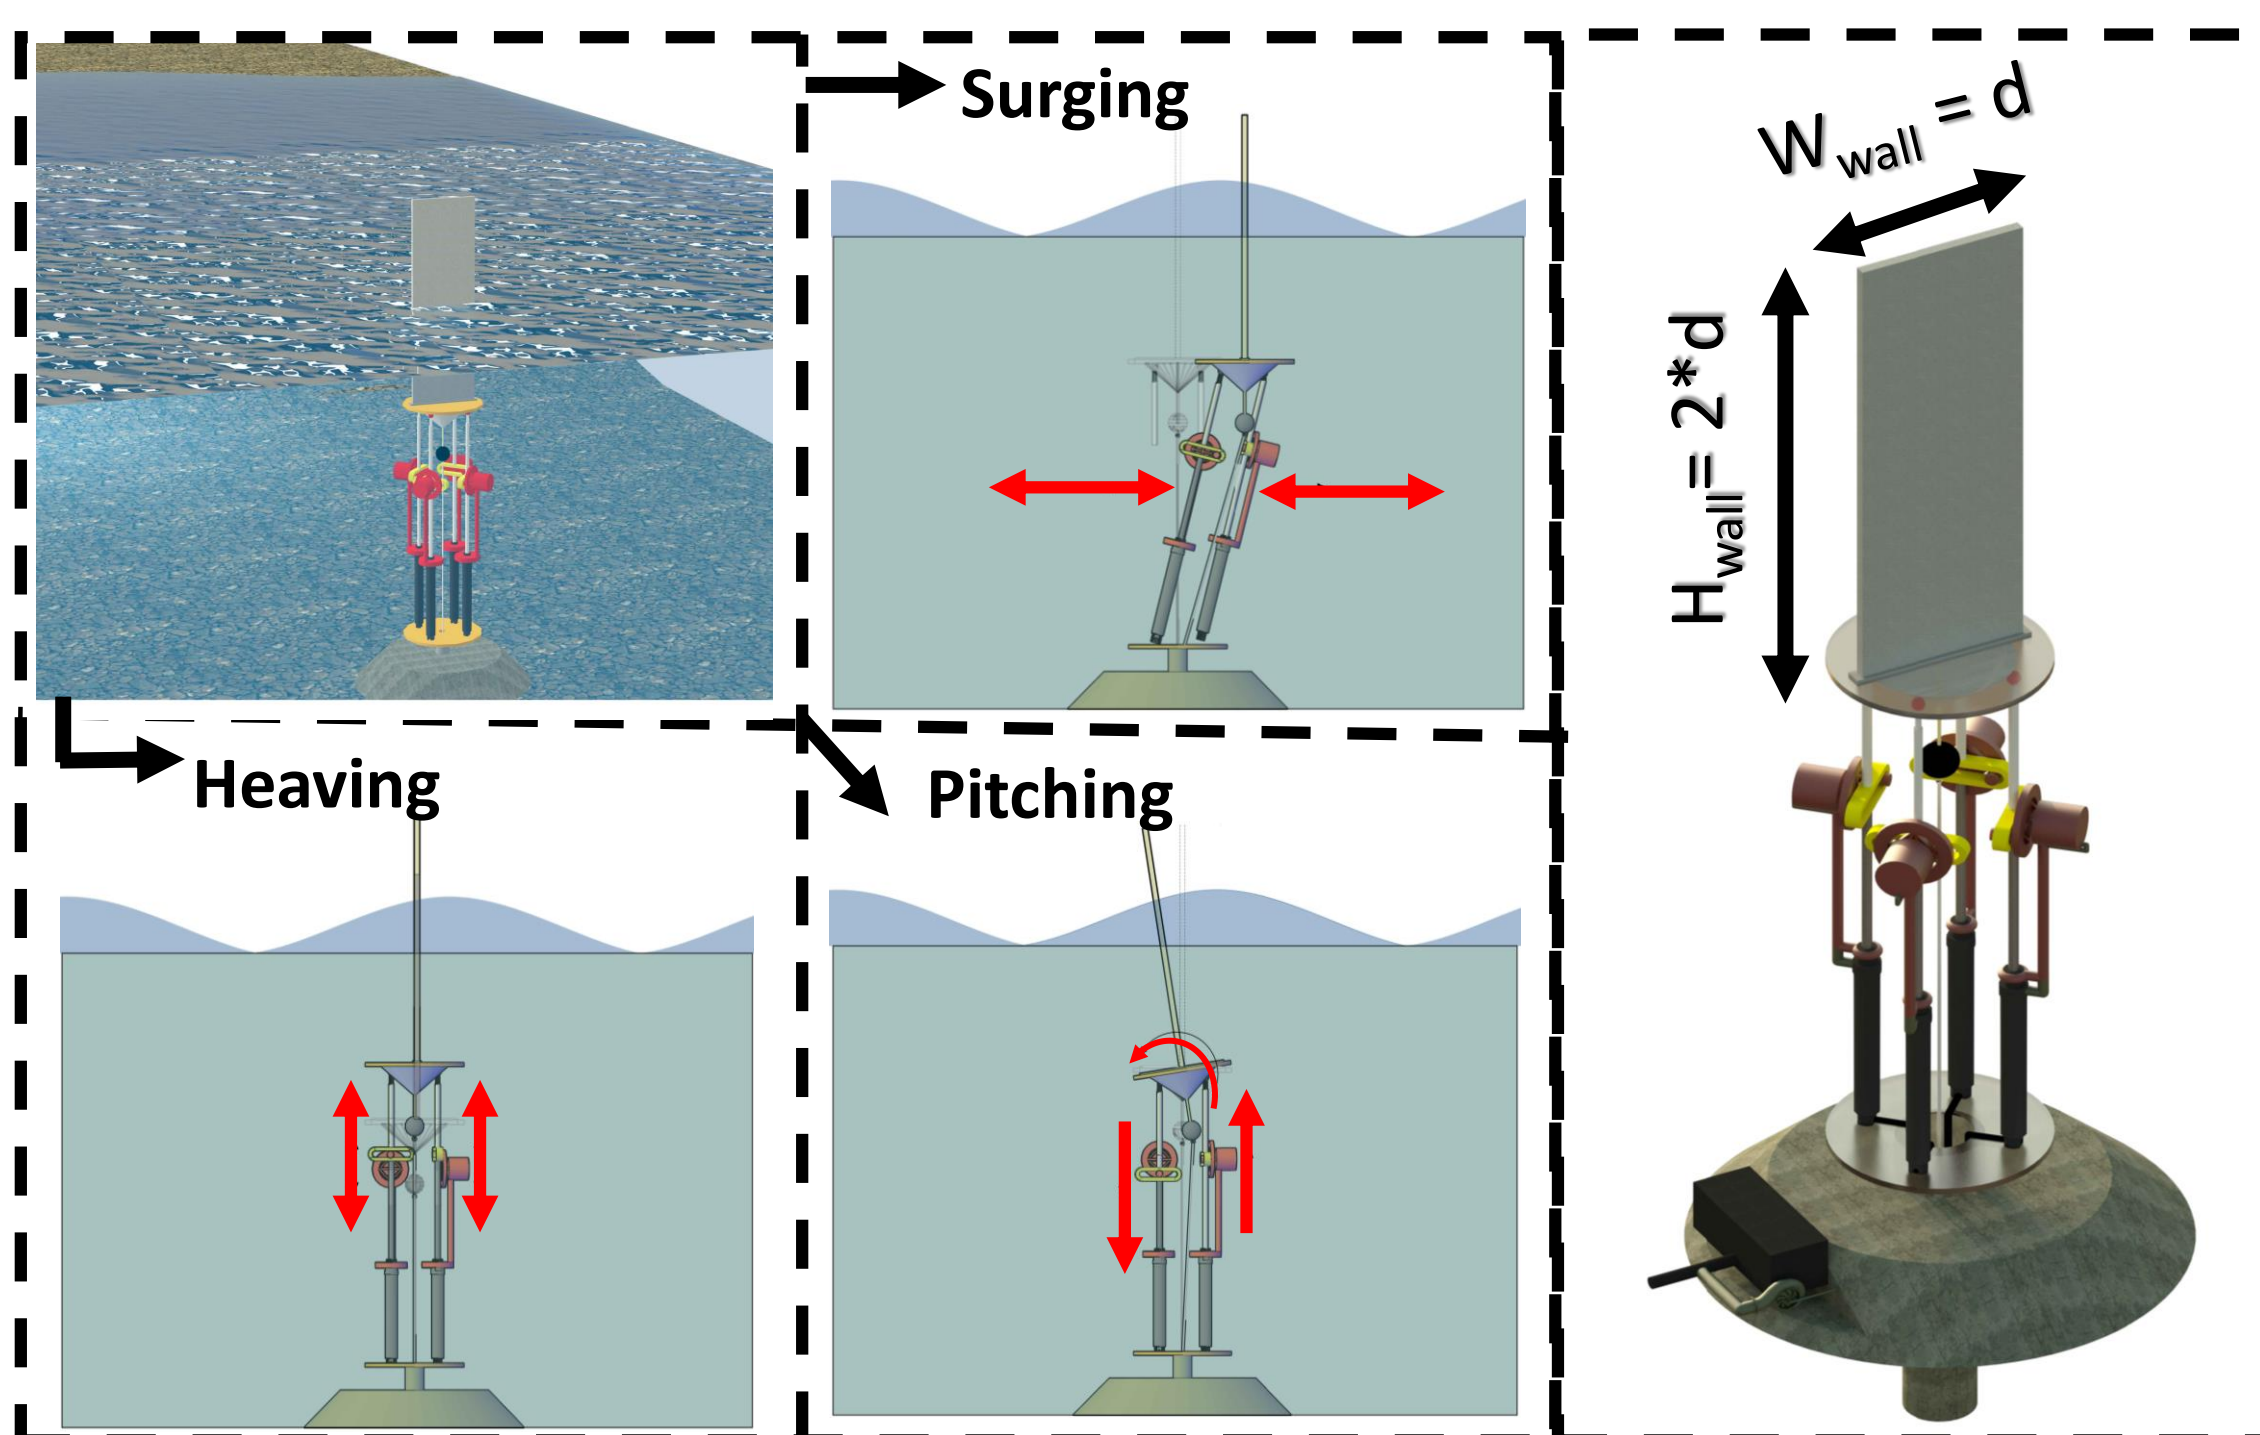 Surging
W wall = d
H wall = 2*d
Heaving
Pitching